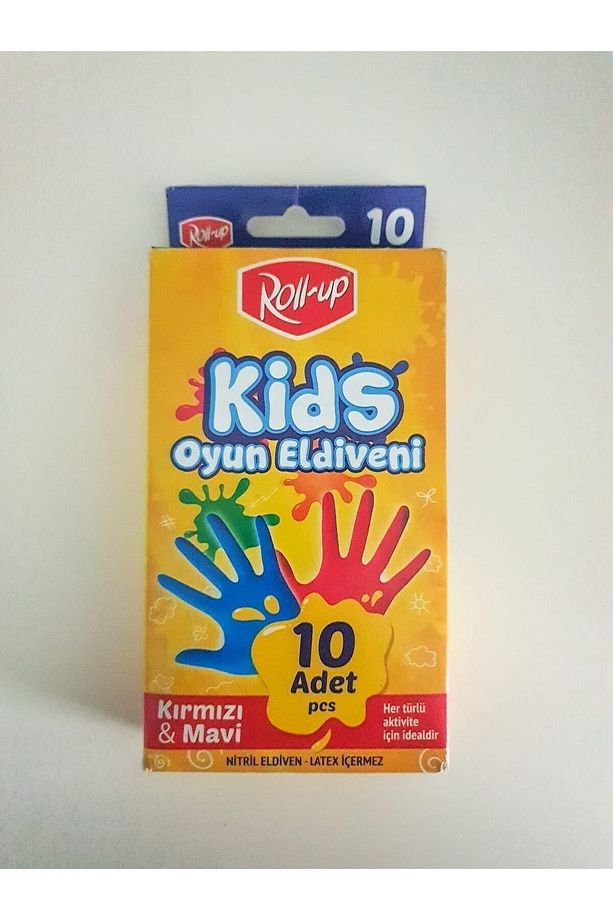 Roll-up
10
Roll-up
Kids
Oyun Eldiveni
10
Adet
pcs
Kırmızı
& Mavi
Her türlü
aktivite
için idealdir
NİTRİL ELDİVEN - LATEX İÇERMEZ